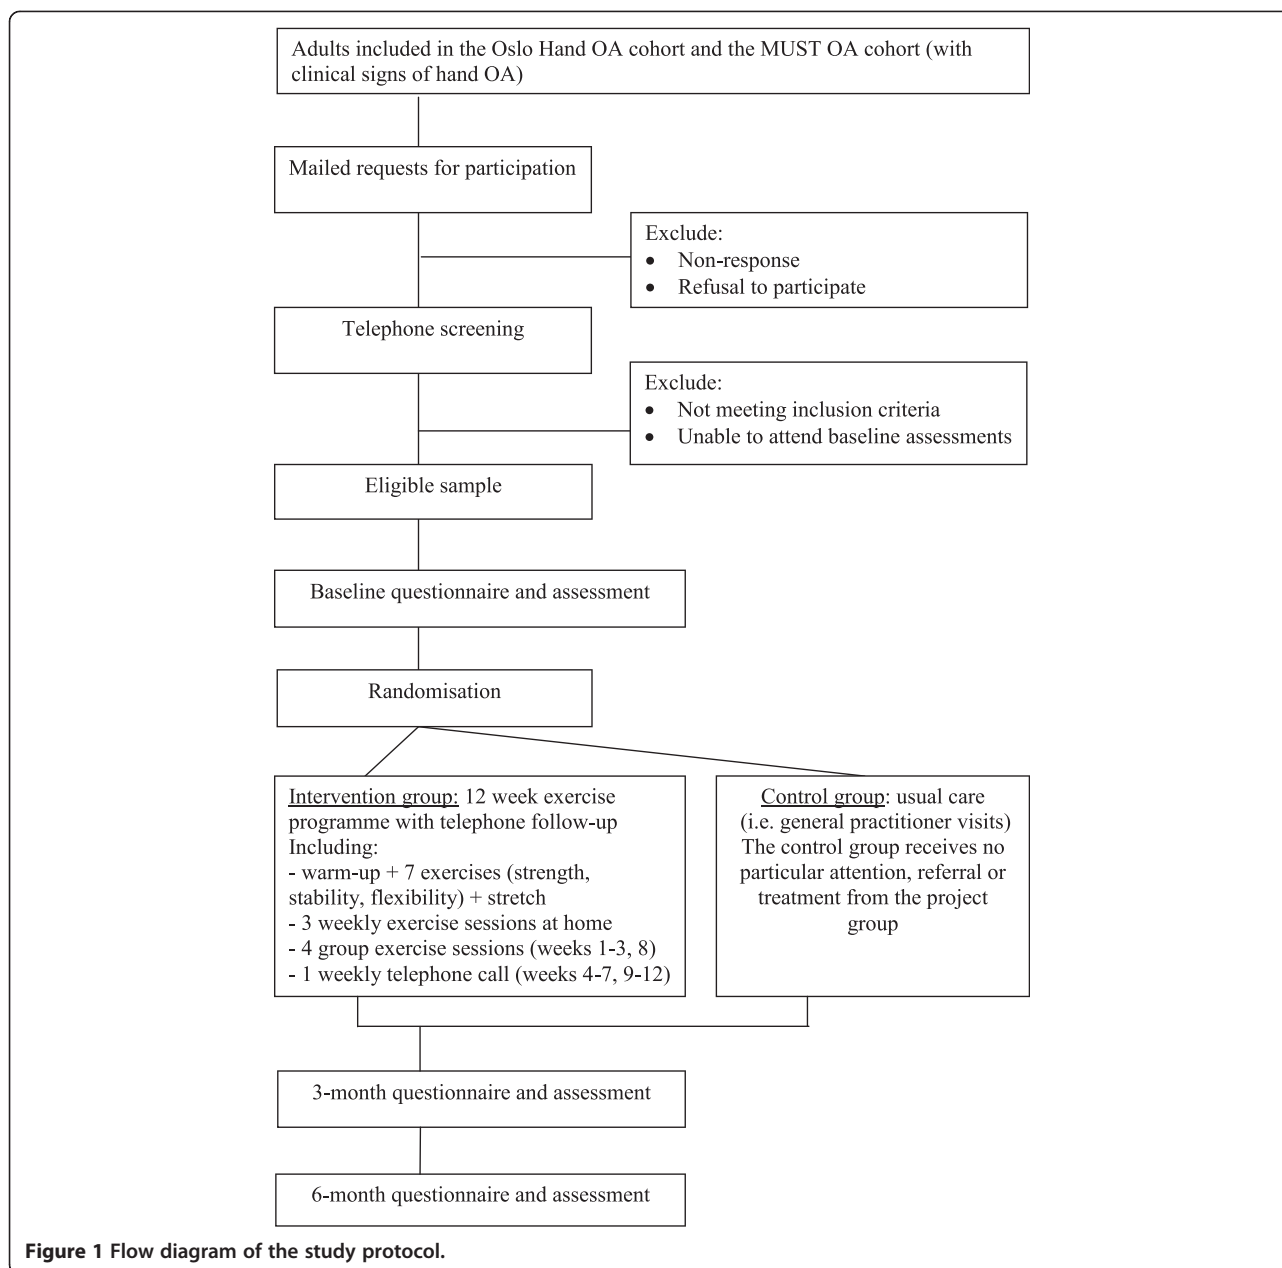 Adults included in the Oslo Hand OA cohort and the MUST OA cohort (with
clinical signs of hand OA)
Mailed requests for participation
Exclude:
• Non-response
• Refusal to participate
Telephone screening
Exclude:
• Not meeting inclusion criteria
• Unable to attend baseline assessments
Eligible sample
Baseline questionnaire and assessment
Randomisation
Intervention group: 12 week exercise
programme with telephone follow-up
Including:
- warm-up + 7 exercises (strength,
stability, flexibility) + stretch
- 3 weekly exercise sessions at home
- 4 group exercise sessions (weeks 1-3, 8)
- 1 weekly telephone call (weeks 4-7, 9-12)
Control group: usual care
(i.e. general practitioner visits)
The control group receives no
particular attention, referral or
treatment from the project
group
3-month questionnaire and assessment
6-month questionnaire and assessment
Figure 1 Flow diagram of the study protocol.